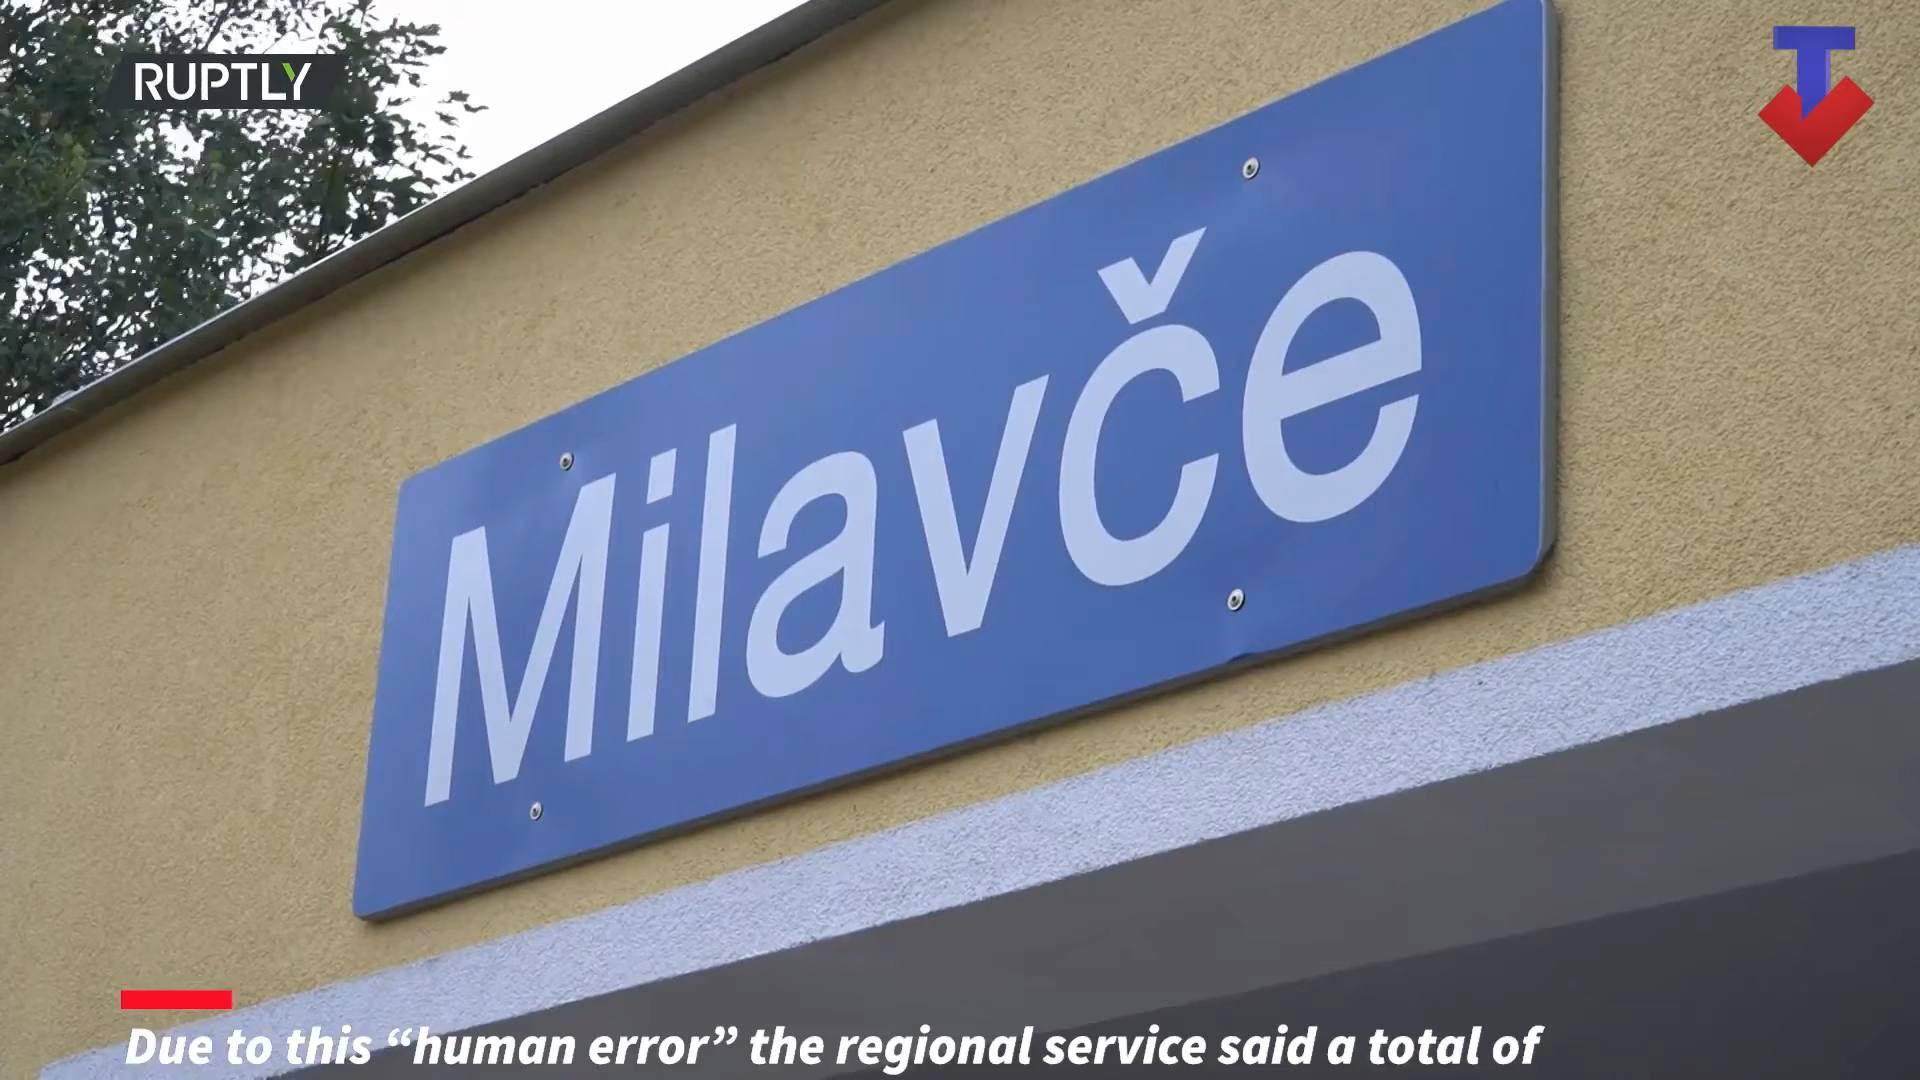 RUPTLY
T
Milavče
Due to this “human error” the regional service said a total of